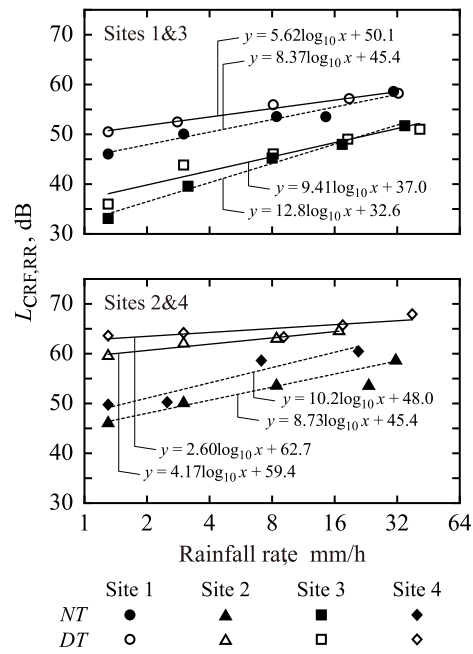 Sites 1&3
y = 5.62log10 x + 50.1
y = 8.37log10 x + 45.4
y = 9.41log10 x + 37.0
y = 12.8log10 x + 32.6
70
60
50
40
30
LCRF,RR, dB
Sites 2&4
y = 10.2log10 x + 48.0
y = 8.73log10 x + 45.4
y = 2.60log10 x + 62.7
y = 4.17log10 x + 59.4
70
60
50
40
30
1 2 4 8 16 32 64
Rainfall rate, mm/h
Site 1 Site 2 Site 3 Site 4
NT ● ▲ ■ ◆
DT ○ △ □ ◇